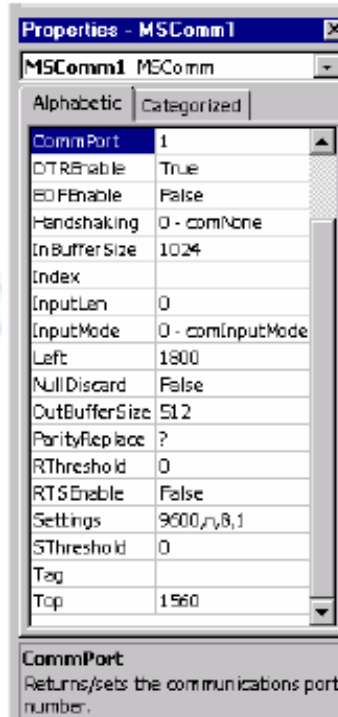 Properties - MSComm1
MSComm1 MSComm
Alphabetic Categorized
CommPort 1
DTREnable True
EOFEnable False
Handshaking 0 - comNone
InBufferSize 1024
Index
InputLen 0
InputMode 0 - comInputMode
Left 1800
NullDiscard False
OutBufferSize 512
ParityReplace ?
RThreshold 0
RTSEnable False
Settings 9600,n,8,1
SThreshold 0
Tag
Top 1560
CommPort
Returns/sets the communications port
number.